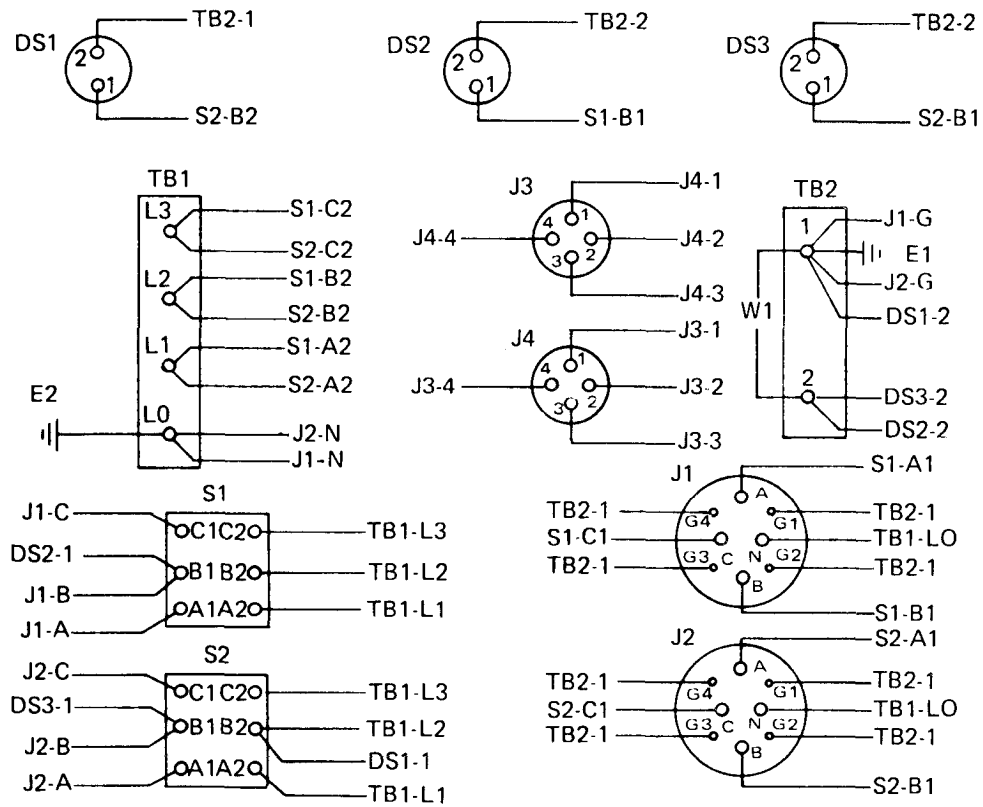 TB2-1
DS1
2
1
S2-B2
TB2-2
DS2
2
1
S1-B1
TB2-2
DS3
2
1
S2-B1
TB1
L3
S1-C2
S2-C2
L2
S1-B2
S2-B2
L1
S1-A2
S2-A2
E2
L0
J2-N
J1-N
J3
J4-1
1
4
J4-4
J4-2
3
2
J4-3
J4
J3-1
1
4
J3-4
J3-2
3
2
J3-3
TB2
1
J1-G
E1
J2-G
W1
DS1-2
2
DS3-2
DS2-2
S1
J1-C
C1 C2
TB1-L3
DS2-1
B1 B2
TB1-L2
J1-B
A1 A2
TB1-L1
J1-A
S2
J2-C
C1 C2
TB1-L3
DS3-1
B1 B2
TB1-L2
J2-B
DS1-1
A1 A2
J2-A
TB1-L1
J1
S1-A1
A
TB2-1
G4
G1
TB2-1
S1-C1
TB1-LO
G3 C N G2
TB2-1
TB2-1
B
S1-B1
J2
S2-A1
A
TB2-1
G4
G1
TB2-1
S2-C1
TB1-LO
G3 C N G2
TB2-1
TB2-1
B
S2-B1